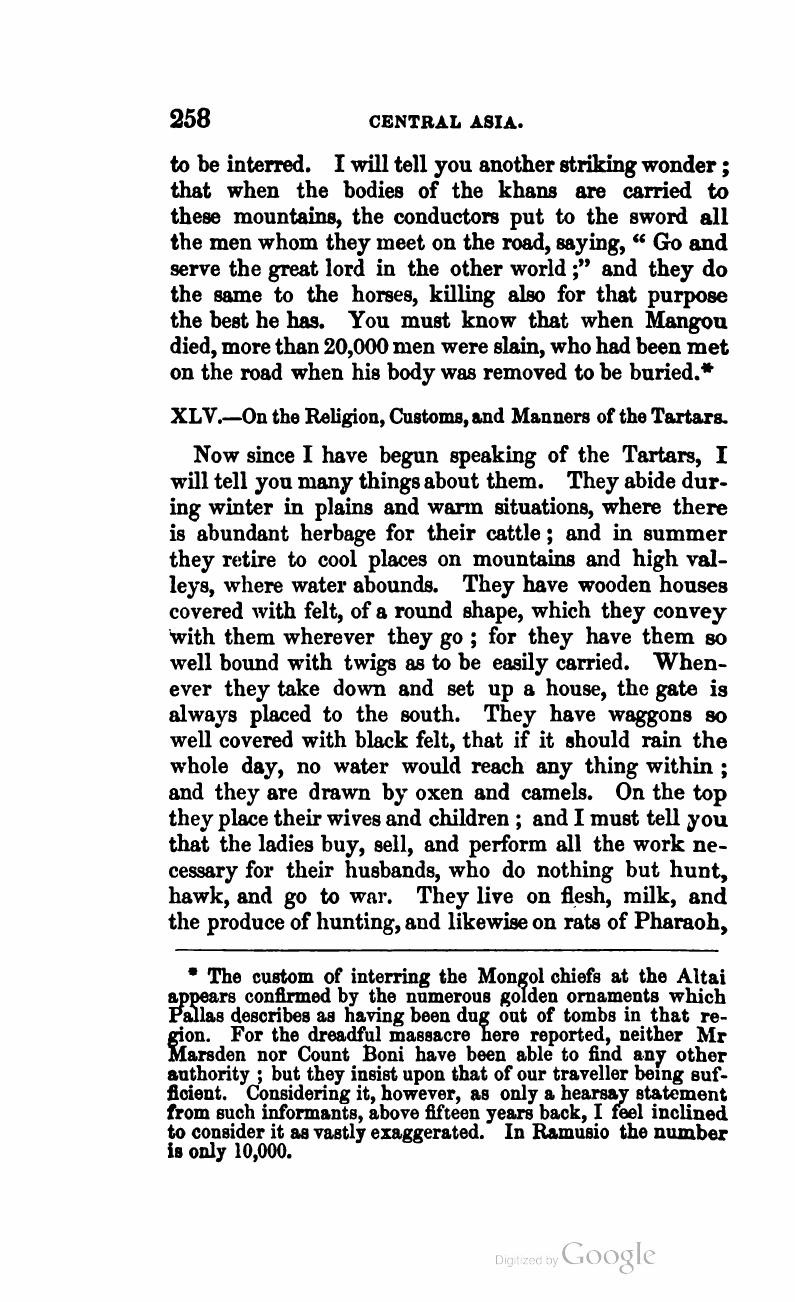 258 CENTRAL ASIA.
to be interred. I will tell you another striking wonder ;
that when the bodies of the khans are carried to
these mountains, the conductors put to the sword all
the men whom they meet on the road, saying, “ Go and
serve the great lord in the other world ;” and they do
the same to the horses, killing also for that purpose
the best he has. You must know that when Mangou
died, more than 20,000 men were slain, who had been met
on the road when his body was removed to be buried.*
XLV.—On the Religion, Customs, and Manners of the Tartars.
Now since I have begun speaking of the Tartars, I
will tell you many things about them. They abide dur-
ing winter in plains and warm situations, where there
is abundant herbage for their cattle ; and in summer
they retire to cool places on mountains and high val-
leys, where water abounds. They have wooden houses
covered with felt, of a round shape, which they convey
with them wherever they go ; for they have them so
well bound with twigs as to be easily carried. When-
ever they take down and set up a house, the gate is
always placed to the south. They have waggons so
well covered with black felt, that if it should rain the
whole day, no water would reach any thing within ;
and they are drawn by oxen and camels. On the top
they place their wives and children ; and I must tell you
that the ladies buy, sell, and perform all the work ne-
cessary for their husbands, who do nothing but hunt,
hawk, and go to war. They live on flesh, milk, and
the produce of hunting, and likewise on rats of Pharaoh,
* The custom of interring the Mongol chiefs at the Altai
appears confirmed by the numerous golden ornaments which
Pallas describes as having been dug out of tombs in that re-
gion. For the dreadful massacre here reported, neither Mr
Marsden nor Count Boni have been able to find any other
authority ; but they insist upon that of our traveller being suf-
ficient. Considering it, however, as only a hearsay statement
from such informants, above fifteen years back, I feel inclined
to consider it as vastly exaggerated. In Ramusio the number
is only 10,000.
Digitized by Google